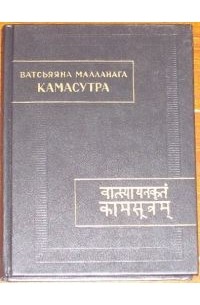 ВАТСЬЯЯНА МАЛЛАНАГА
КАМАСУТРА
वात्स्यायनकृतं
कामसूत्रम्